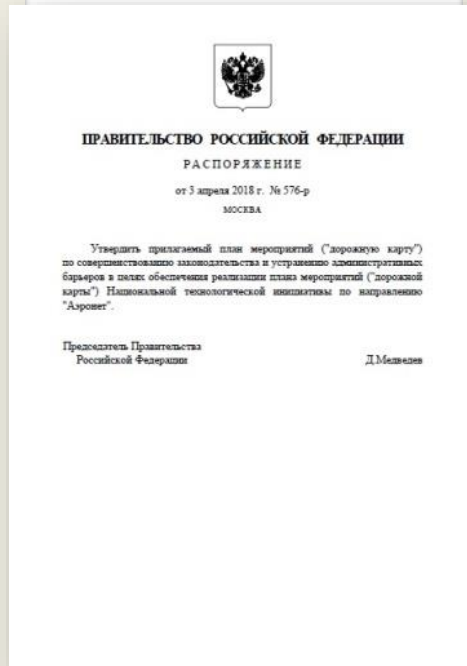 ПРАВИТЕЛЬСТВО РОССИЙСКОЙ ФЕДЕРАЦИИ
РАСПОРЯЖЕНИЕ
от 3 апреля 2018 г. № 576-р
МОСКВА
Утвердить прилагаемый план мероприятий ("дорожную карту")
по совершенствованию законодательства и устранению административных
барьеров в целях обеспечения реализации плана мероприятий ("дорожной
карты") Национальной технологической инициативы по направлению
"Аэронет".
Председатель Правительства
Российской Федерации
Д.Медведев